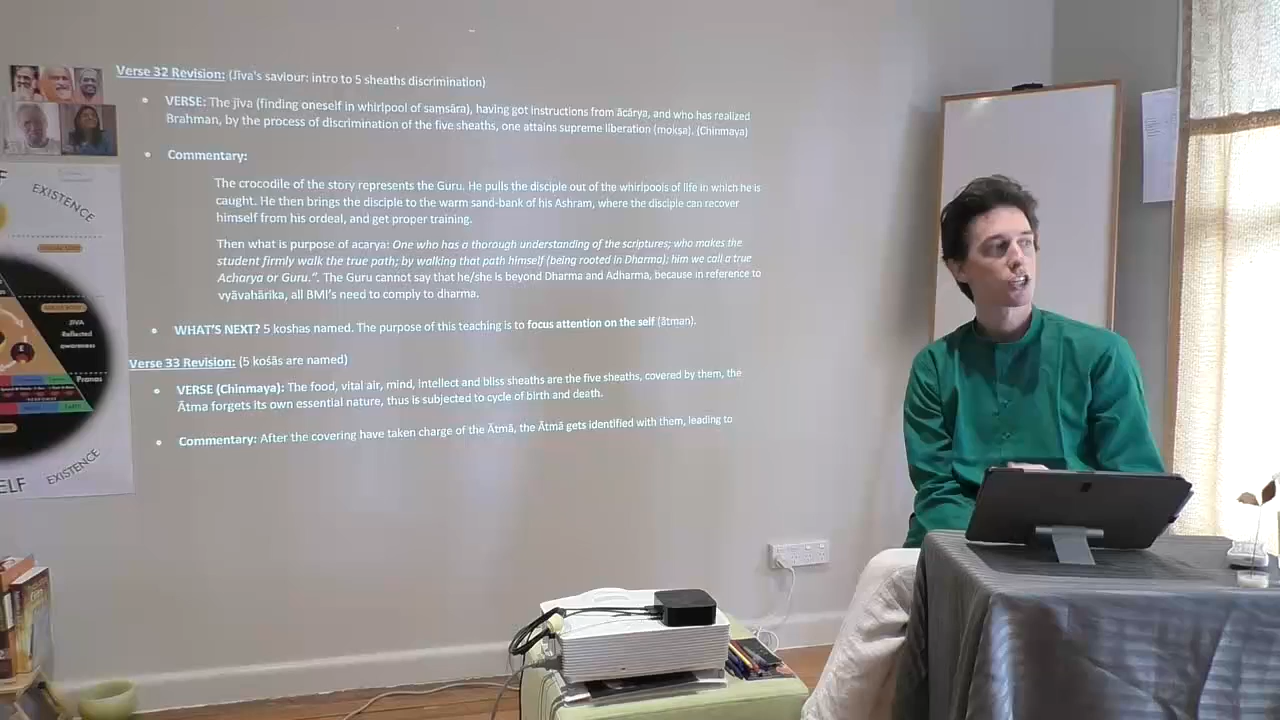 Verse 32 Revision: (Jīva's saviour: intro to 5 sheaths discrimination)
• VERSE: The jīva (finding oneself in whirlpool of saṃsāra), having got instructions from ācārya, and who has realized
Brahman, by the process of discrimination of the five sheaths, one attains supreme liberation (mokṣa). (Chinmaya)
• Commentary:
The crocodile of the story represents the Guru. He pulls the disciple out of the whirlpools of life in which he is
caught. He then brings the disciple to the warm sand-bank of his Ashram, where the disciple can recover
himself from his ordeal, and get proper training.
Then what is purpose of acarya: One who has a thorough understanding of the scriptures; who makes the
student firmly walk the true path; by walking that path himself (being rooted in Dharma); him we call a true
Acharya or Guru.". The Guru cannot say that he/she is beyond Dharma and Adharma, because in reference to
vyāvahārika, all BMI's need to comply to dharma.
• WHAT'S NEXT? 5 koshas named. The purpose of this teaching is to focus attention on the self (ātman).
Verse 33 Revision: (5 kośās are named)
• VERSE (Chinmaya): The food, vital air, mind, intellect and bliss sheaths are the five sheaths, covered by them, the
Ātma forgets its own essential nature, thus is subjected to cycle of birth and death.
• Commentary: After the covering have taken charge of the Ātmā, the Ātmā gets identified with them, leading to
EXISTENCE
JIVA
Reflected
awareness
Pranas
E
EXISTENCE
ELF